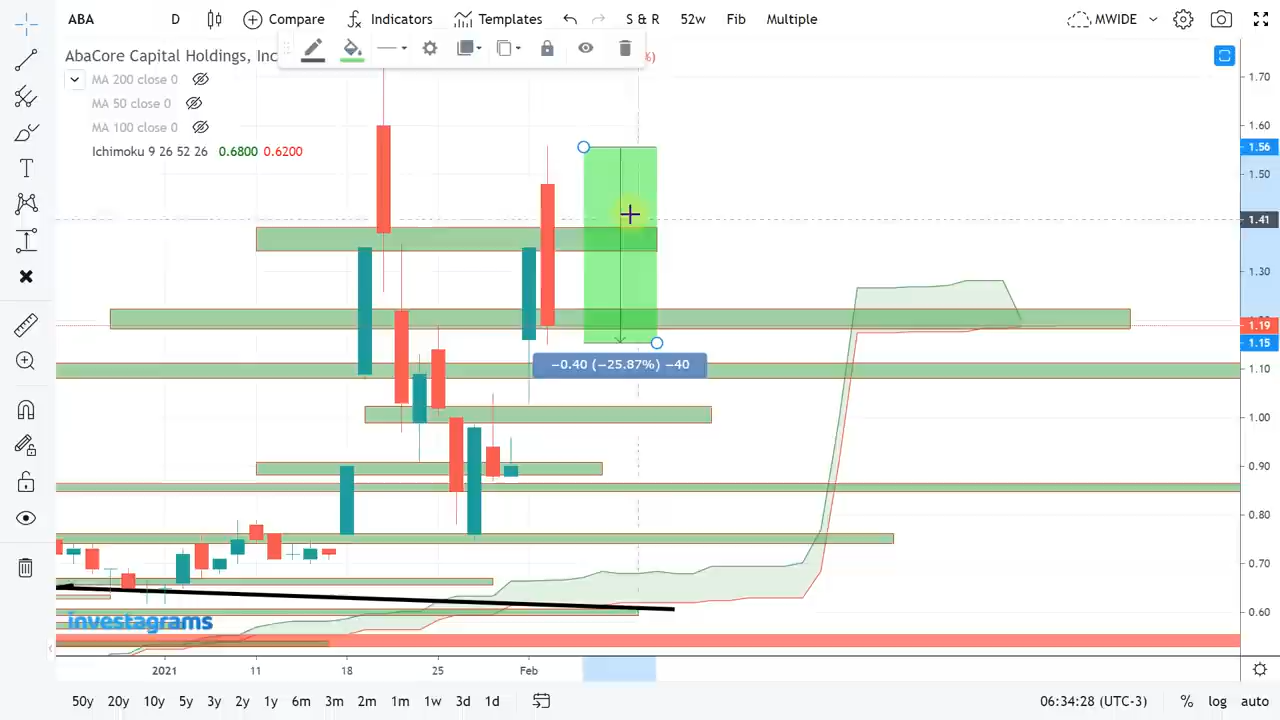 ABA D Compare Indicators Templates S & R 52w Fib Multiple MWIDE
AbaCore Capital Holdings, Inc %)
MA 200 close 0
MA 50 close 0
MA 100 close 0
Ichimoku 9 26 52 26 0.6800 0.6200
1.70
1.60
1.56
1.50
1.41
1.30
1.19
1.15
1.10
1.00
0.90
0.80
0.70
0.60
−0.40 (−25.87%) −40
investagrams
2021 11 18 25 Feb
50y 20y 10y 5y 3y 2y 1y 6m 3m 2m 1m 1w 3d 1d 06:34:28 (UTC-3) % log auto